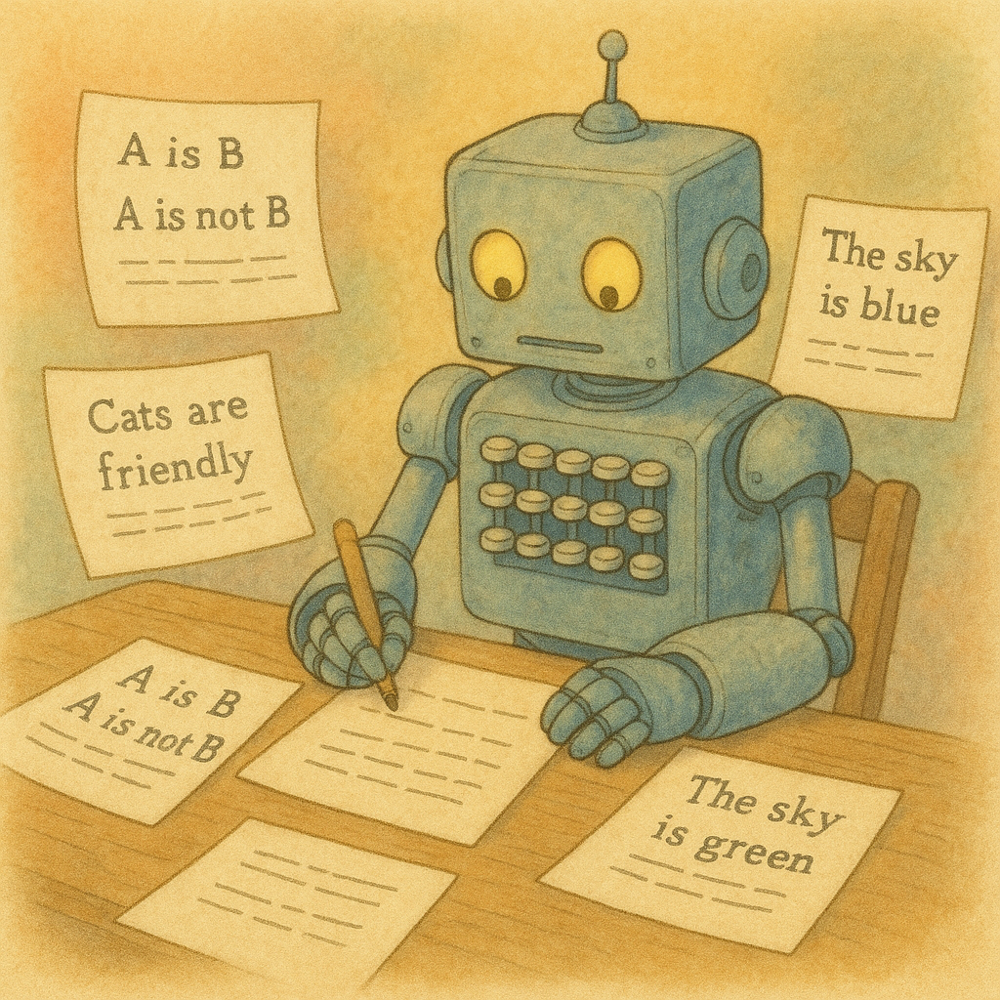 A is B
A is not B
The sky
is blue
Cats are
friendly
A is B
A is not B
The sky
is green